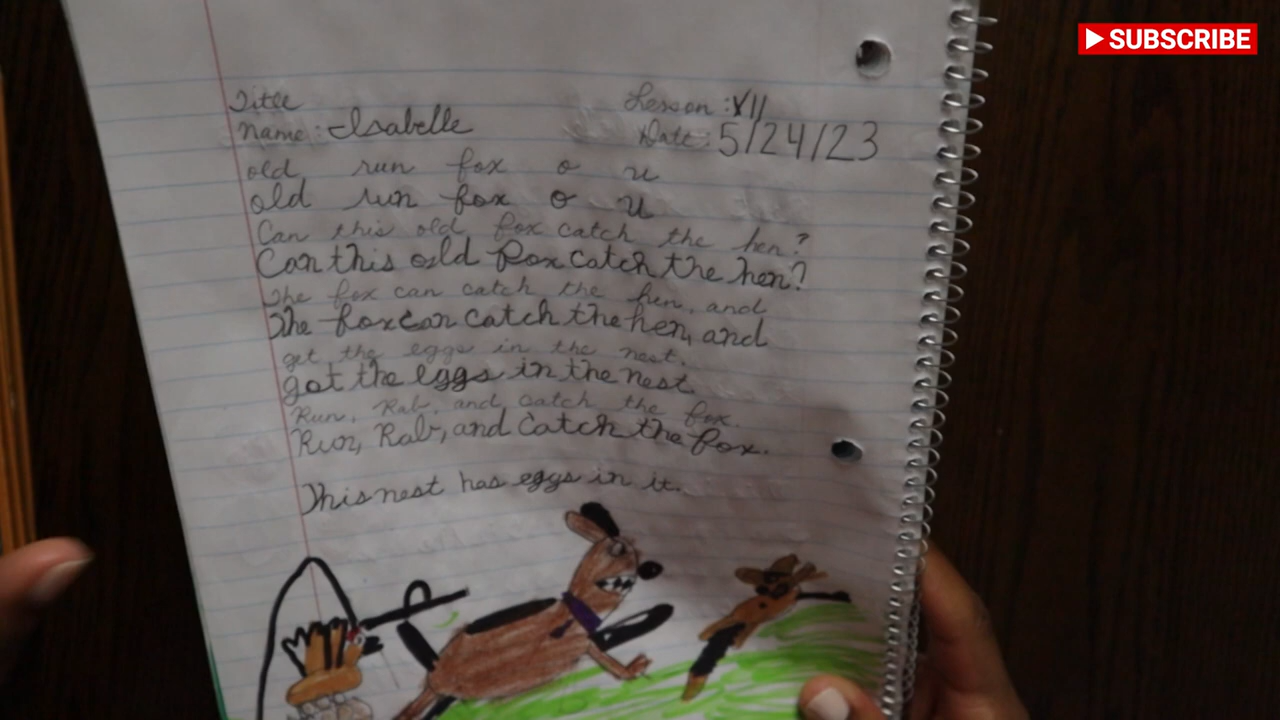 SUBSCRIBE
Title
Lesson: XII
Name: Isabelle
Date: 5/24/23
old run fox o u
old run fox o u
Can this old fox catch the hen?
Can this old fox catch the hen?
The fox can catch the hen, and
The fox can catch the hen, and
get the eggs in the nest.
get the eggs in the nest.
Run, Rab, and catch the fox.
Run, Rab, and catch the fox.
This nest has eggs in it.